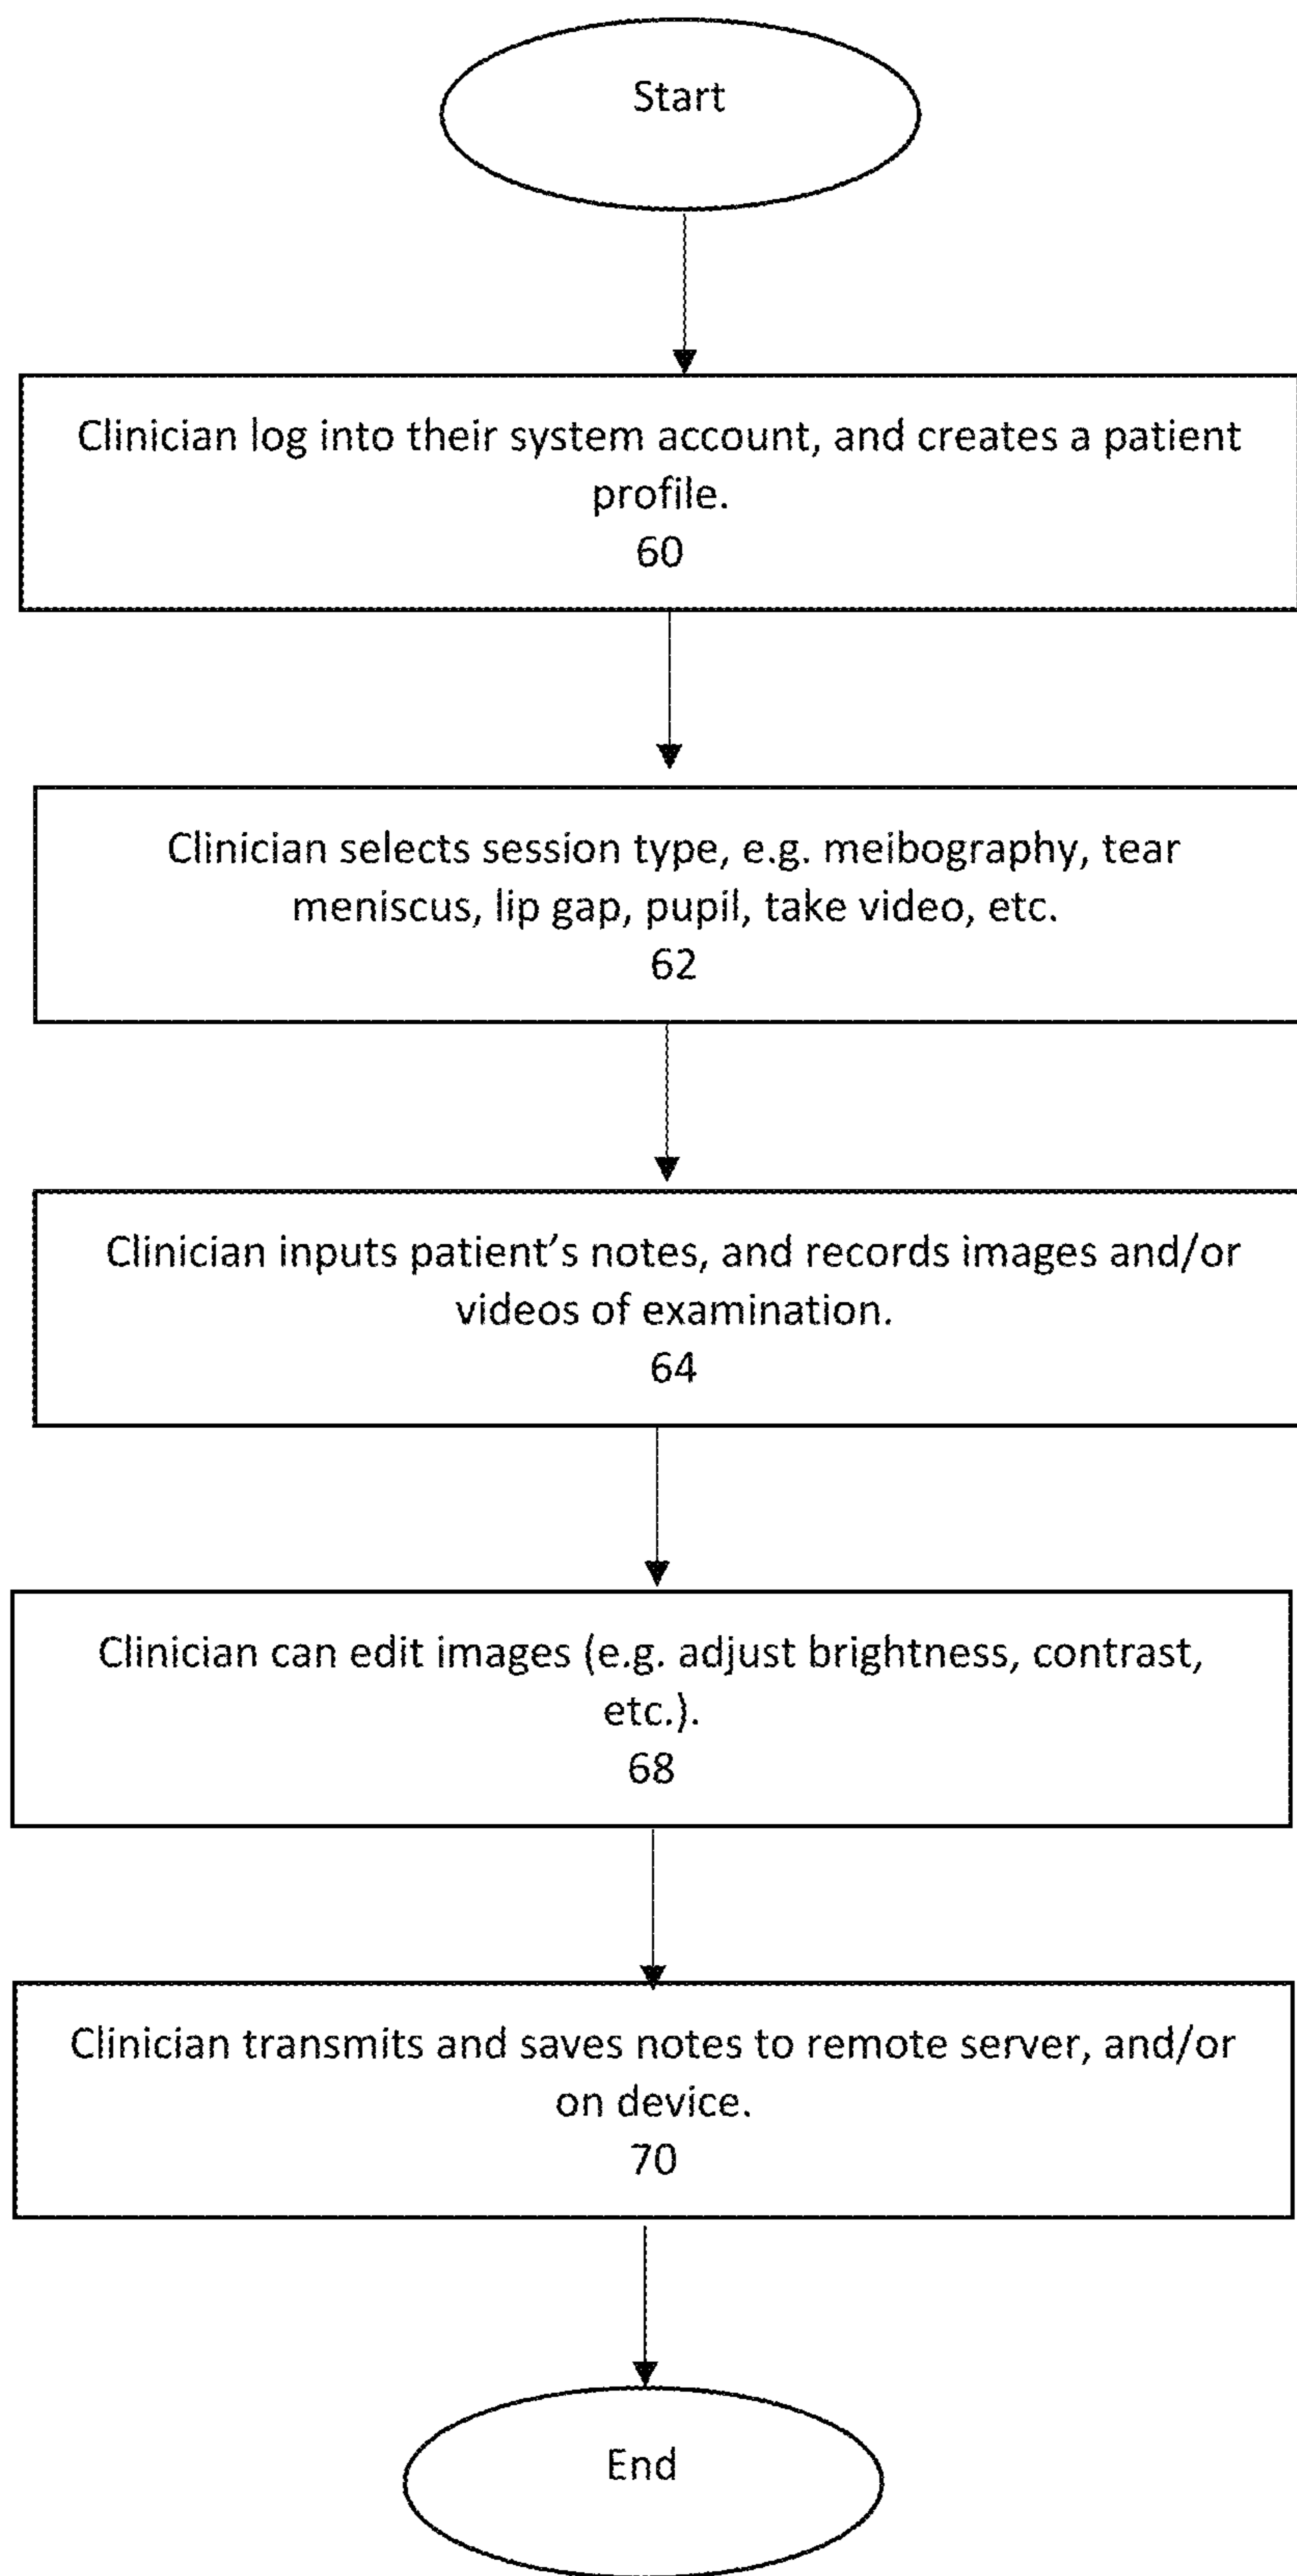 Start
Clinician log into their system account, and creates a patient
profile.
60
Clinician selects session type, e.g. meibography, tear
meniscus, lip gap, pupil, take video, etc.
62
Clinician inputs patient’s notes, and records images and/or
videos of examination.
64
Clinician can edit images (e.g. adjust brightness, contrast,
etc.).
68
Clinician transmits and saves notes to remote server, and/or
on device.
70
End